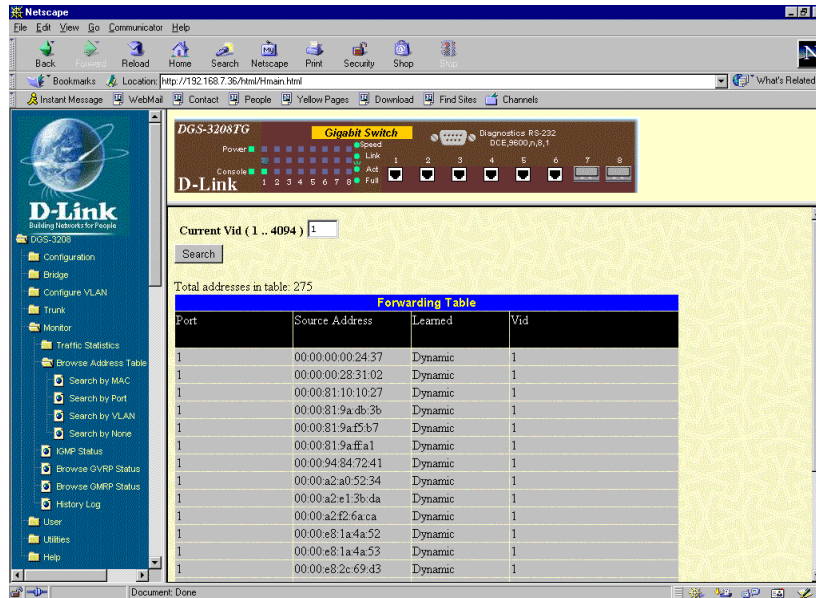 Netscape
File Edit View Go Communicator Help
Back Forward Reload Home Search Netscape Print Security Shop Stop
Bookmarks Location: http://192.168.7.36/html/Hmain.html What's Related
Instant Message WebMail Contact People Yellow Pages Download Find Sites Channels
D-Link
Building Networks for People
DGS-3208
Configuration
Bridge
Configure VLAN
Trunk
Monitor
Traffic Statistics
Browse Address Table
Search by MAC
Search by Port
Search by VLAN
Search by None
IGMP Status
Browse GVRP Status
Browse GMRP Status
History Log
User
Utilities
Help
DGS-3208TG
Gigabit Switch
Diagnostics RS-232
DCE,9600,n,8,1
Power
Speed
Link
Console
Act
D-Link
1 2 3 4 5 6 7 8
Full
1 2 3 4 5 6 7 8
Current Vid ( 1 .. 4094 ) 1
Search
Total addresses in table: 275
Forwarding Table
Port Source Address Learned Vid
1 00:00:00:00:24:37 Dynamic 1
1 00:00:00:28:31:02 Dynamic 1
1 00:00:81:10:10:27 Dynamic 1
1 00:00:81:9a:db:3b Dynamic 1
1 00:00:81:9a:f5:b7 Dynamic 1
1 00:00:81:9a:ff:a1 Dynamic 1
1 00:00:94:84:72:41 Dynamic 1
1 00:00:a2:a0:52:34 Dynamic 1
1 00:00:a2:e1:3b:da Dynamic 1
1 00:00:a2:f2:6a:ca Dynamic 1
1 00:00:e8:1a:4a:52 Dynamic 1
1 00:00:e8:1a:4a:53 Dynamic 1
1 00:00:e8:2c:69:d3 Dynamic 1
Document: Done